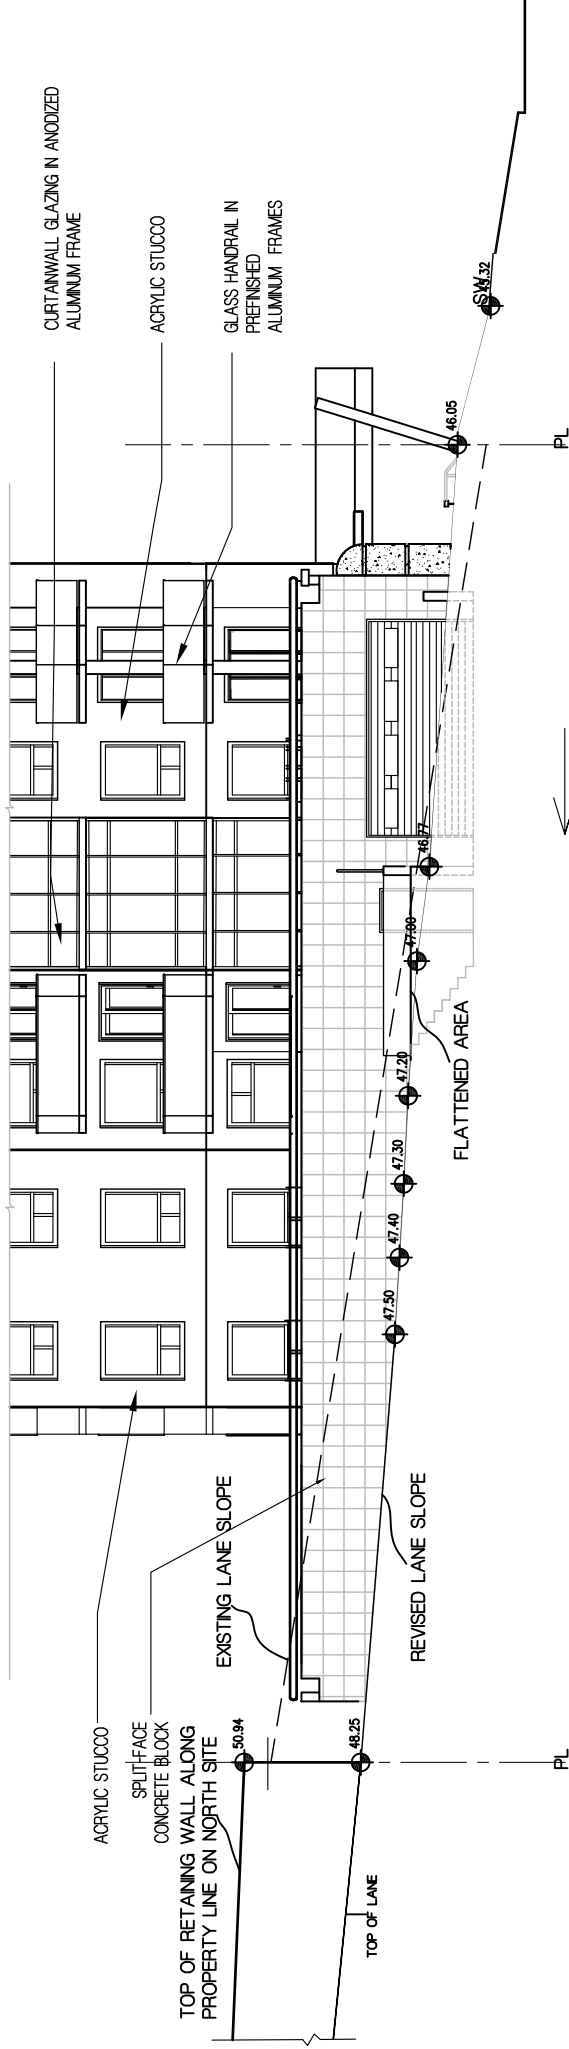 CURTAINWALL GLAZING IN ANODIZED
ALUMINUM FRAME
ACRYLIC STUCCO
GLASS HANDRAIL IN
PREFINISHED
ALUMINUM FRAMES
ACRYLIC STUCCO
SPLIT-FACE
CONCRETE BLOCK
TOP OF RETAINING WALL ALONG
PROPERTY LINE ON NORTH SITE
EXISTING LANE SLOPE
50.94
48.25
TOP OF LANE
PL
REVISED LANE SLOPE
47.50
47.40
47.30
47.20
FLATTENED AREA
47.00
46.77
46.05
PL
SW